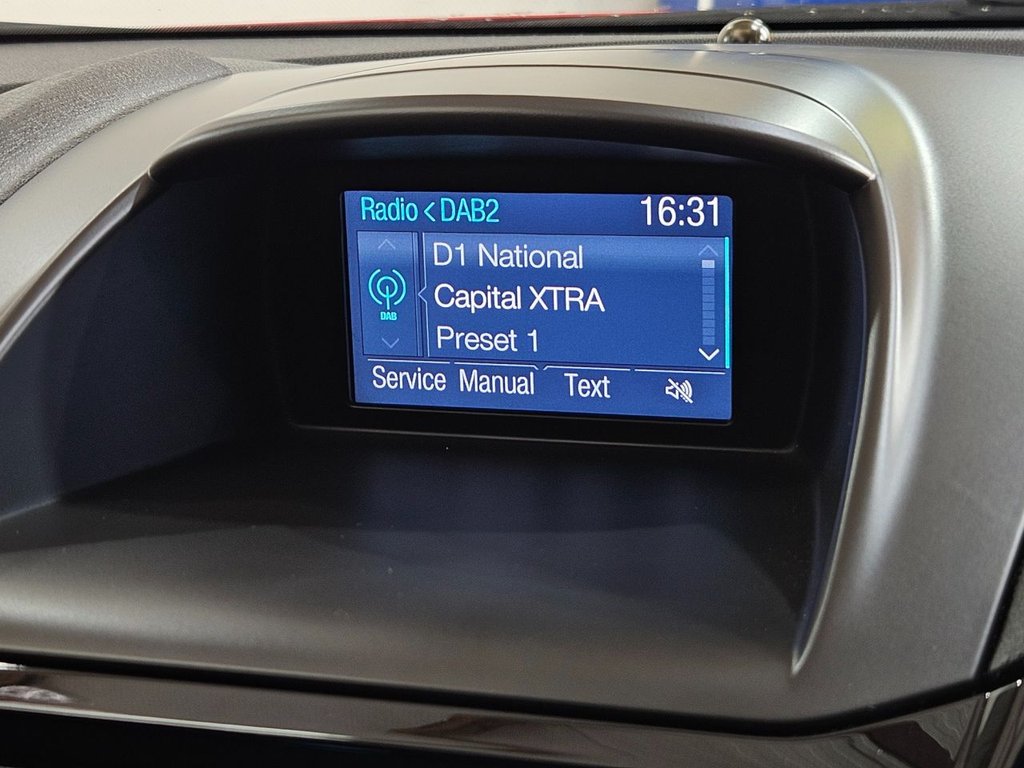 Radio < DAB2 16:31
D1 National
DAB
Capital XTRA
Preset 1
Service Manual Text